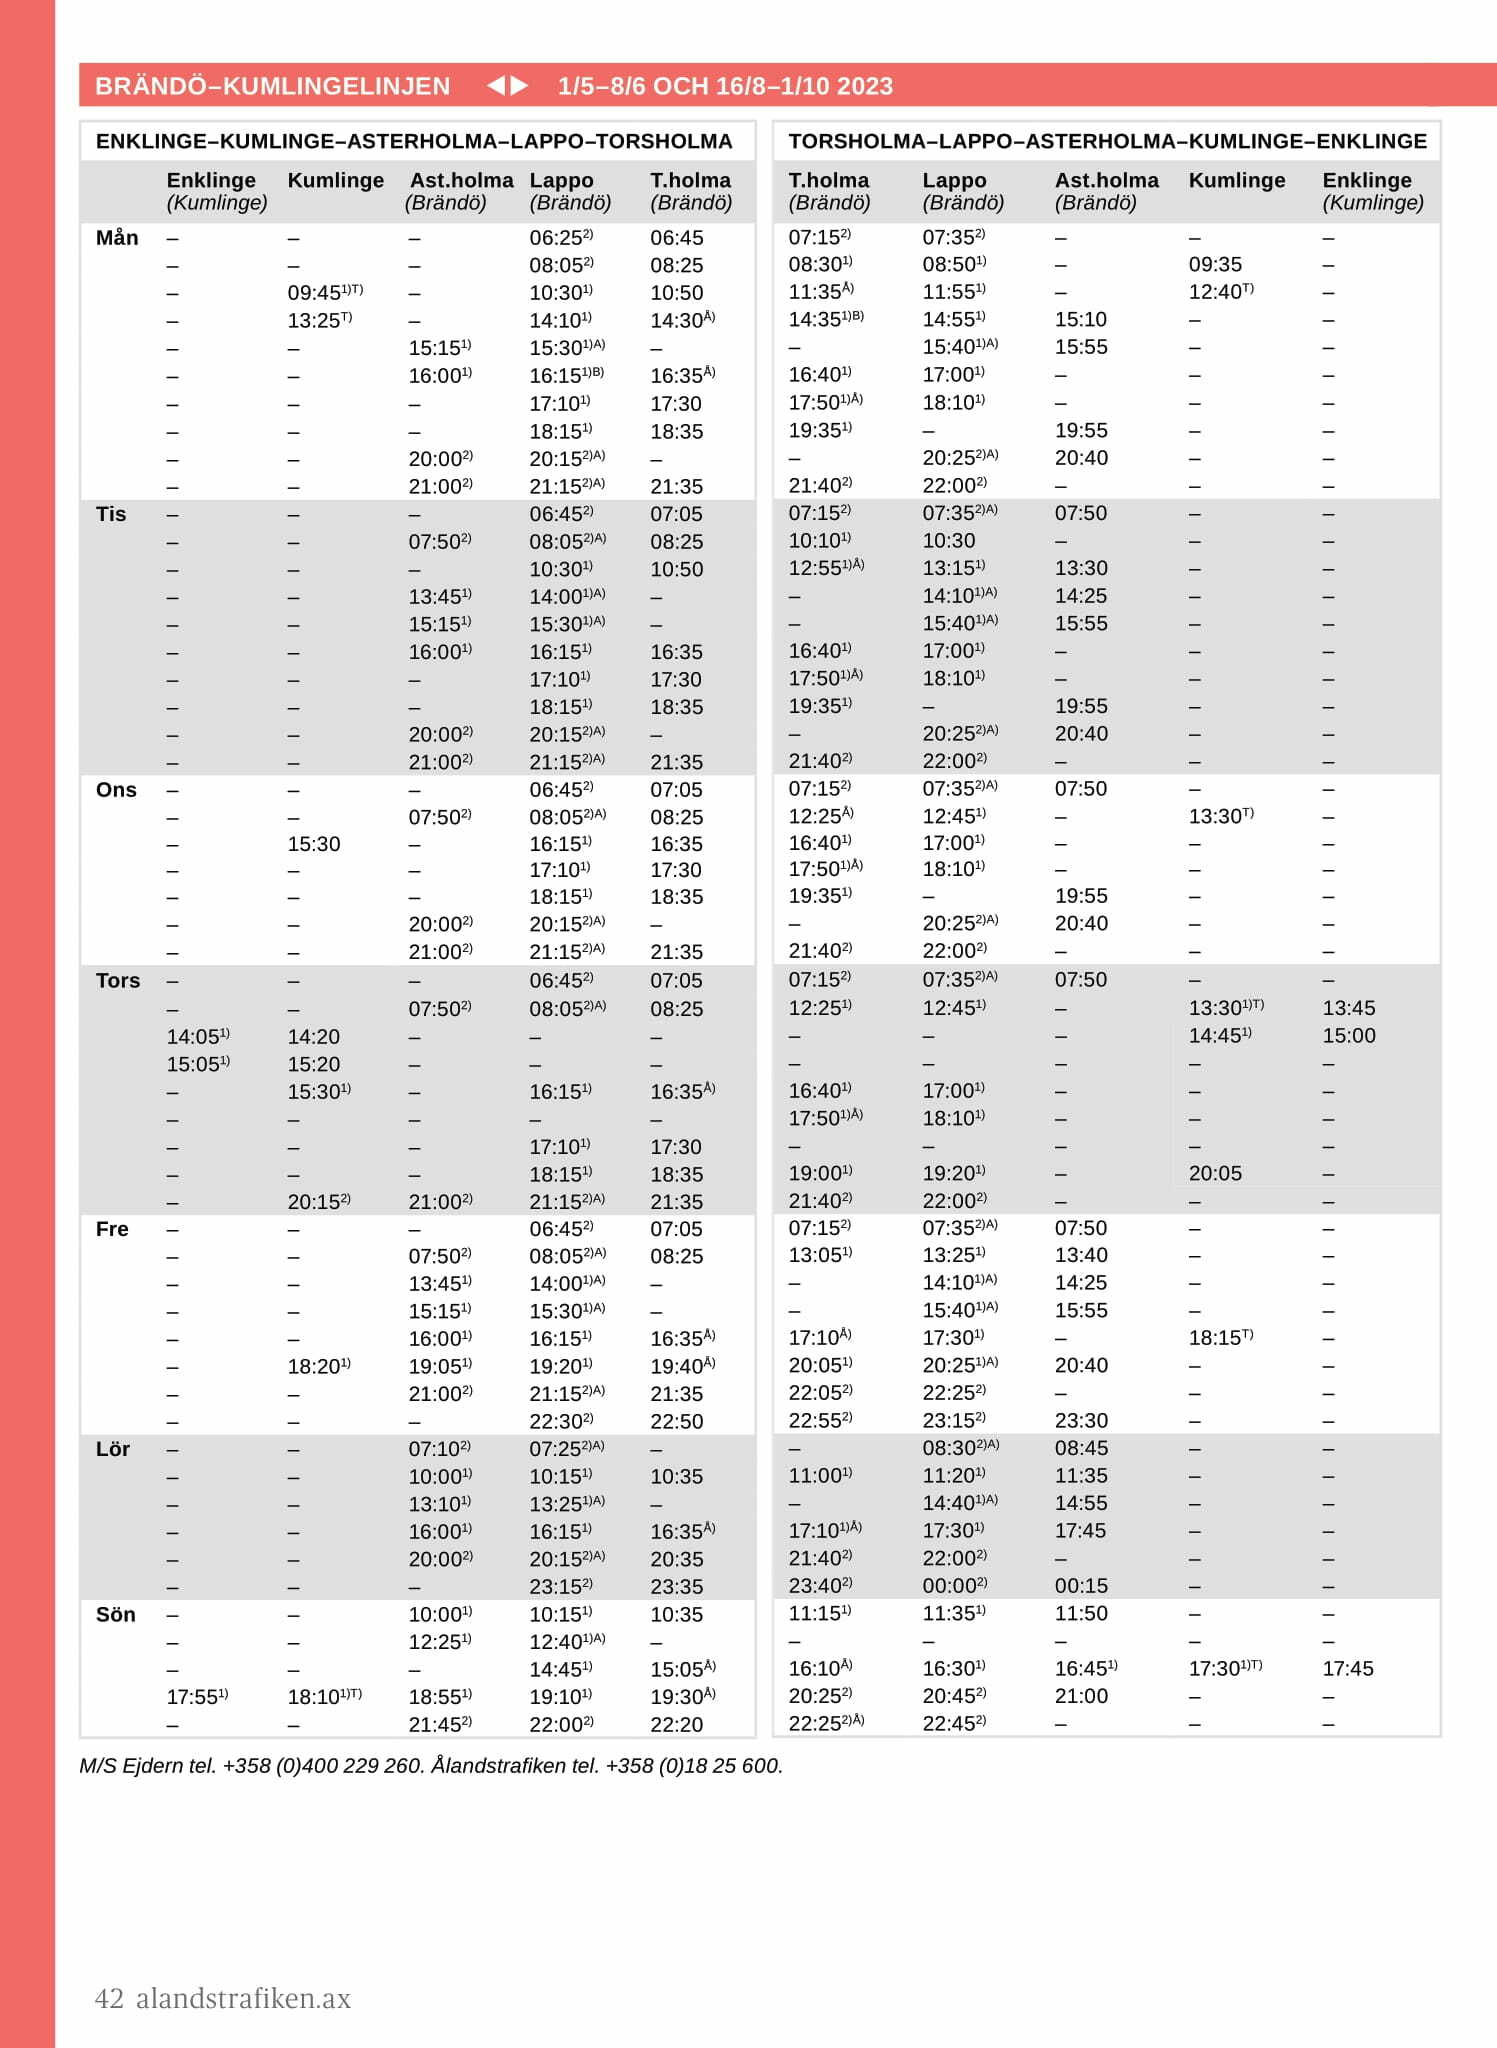 BRÄNDÖ–KUMLINGELINJEN ◀▶ 1/5–8/6 OCH 16/8–1/10 2023
ENKLINGE–KUMLINGE–ASTERHOLMA–LAPPO–TORSHOLMA
Enklinge Kumlinge Ast.holma Lappo T.holma
(Kumlinge) (Brändö) (Brändö) (Brändö)
Mån – – – 06:25²⁾ 06:45
– – – 08:05²⁾ 08:25
– 09:45¹⁾ᵀ⁾ – 10:30¹⁾ 10:50
– 13:25ᵀ⁾ – 14:10¹⁾ 14:30Å⁾
– – 15:15¹⁾ 15:30¹⁾ᴬ⁾ –
– – 16:00¹⁾ 16:15¹⁾ᴮ⁾ 16:35Å⁾
– – – 17:10¹⁾ 17:30
– – – 18:15¹⁾ 18:35
– – 20:00²⁾ 20:15²⁾ᴬ⁾ –
– – 21:00²⁾ 21:15²⁾ᴬ⁾ 21:35
Tis – – – 06:45²⁾ 07:05
– – 07:50²⁾ 08:05²⁾ᴬ⁾ 08:25
– – – 10:30¹⁾ 10:50
– – 13:45¹⁾ 14:00¹⁾ᴬ⁾ –
– – 15:15¹⁾ 15:30¹⁾ᴬ⁾ –
– – 16:00¹⁾ 16:15¹⁾ 16:35
– – – 17:10¹⁾ 17:30
– – – 18:15¹⁾ 18:35
– – 20:00²⁾ 20:15²⁾ᴬ⁾ –
– – 21:00²⁾ 21:15²⁾ᴬ⁾ 21:35
Ons – – – 06:45²⁾ 07:05
– – 07:50²⁾ 08:05²⁾ᴬ⁾ 08:25
– 15:30 – 16:15¹⁾ 16:35
– – – 17:10¹⁾ 17:30
– – – 18:15¹⁾ 18:35
– – 20:00²⁾ 20:15²⁾ᴬ⁾ –
– – 21:00²⁾ 21:15²⁾ᴬ⁾ 21:35
Tors – – – 06:45²⁾ 07:05
– – 07:50²⁾ 08:05²⁾ᴬ⁾ 08:25
14:05¹⁾ 14:20 – – –
15:05¹⁾ 15:20 – – –
– 15:30¹⁾ – 16:15¹⁾ 16:35Å⁾
– – – – –
– – – 17:10¹⁾ 17:30
– – – 18:15¹⁾ 18:35
– 20:15²⁾ 21:00²⁾ 21:15²⁾ᴬ⁾ 21:35
Fre – – – 06:45²⁾ 07:05
– – 07:50²⁾ 08:05²⁾ᴬ⁾ 08:25
– – 13:45¹⁾ 14:00¹⁾ᴬ⁾ –
– – 15:15¹⁾ 15:30¹⁾ᴬ⁾ –
– – 16:00¹⁾ 16:15¹⁾ 16:35Å⁾
– 18:20¹⁾ 19:05¹⁾ 19:20¹⁾ 19:40Å⁾
– – 21:00²⁾ 21:15²⁾ᴬ⁾ 21:35
– – – 22:30²⁾ 22:50
Lör – – 07:10²⁾ 07:25²⁾ᴬ⁾ –
– – 10:00¹⁾ 10:15¹⁾ 10:35
– – 13:10¹⁾ 13:25¹⁾ᴬ⁾ –
– – 16:00¹⁾ 16:15¹⁾ 16:35Å⁾
– – 20:00²⁾ 20:15²⁾ᴬ⁾ 20:35
– – – 23:15²⁾ 23:35
Sön – – 10:00¹⁾ 10:15¹⁾ 10:35
– – 12:25¹⁾ 12:40¹⁾ᴬ⁾ –
– – – 14:45¹⁾ 15:05Å⁾
17:55¹⁾ 18:10¹⁾ᵀ⁾ 18:55¹⁾ 19:10¹⁾ 19:30Å⁾
– – 21:45²⁾ 22:00²⁾ 22:20
TORSHOLMA–LAPPO–ASTERHOLMA–KUMLINGE–ENKLINGE
T.holma Lappo Ast.holma Kumlinge Enklinge
(Brändö) (Brändö) (Brändö) (Kumlinge)
07:15²⁾ 07:35²⁾ – – –
08:30¹⁾ 08:50¹⁾ – 09:35 –
11:35Å⁾ 11:55¹⁾ – 12:40ᵀ⁾ –
14:35¹⁾ᴮ⁾ 14:55¹⁾ 15:10 – –
– 15:40¹⁾ᴬ⁾ 15:55 – –
16:40¹⁾ 17:00¹⁾ – – –
17:50¹⁾Å⁾ 18:10¹⁾ – – –
19:35¹⁾ – 19:55 – –
– 20:25²⁾ᴬ⁾ 20:40 – –
21:40²⁾ 22:00²⁾ – – –
07:15²⁾ 07:35²⁾ᴬ⁾ 07:50 – –
10:10¹⁾ 10:30 – – –
12:55¹⁾Å⁾ 13:15¹⁾ 13:30 – –
– 14:10¹⁾ᴬ⁾ 14:25 – –
– 15:40¹⁾ᴬ⁾ 15:55 – –
16:40¹⁾ 17:00¹⁾ – – –
17:50¹⁾Å⁾ 18:10¹⁾ – – –
19:35¹⁾ – 19:55 – –
– 20:25²⁾ᴬ⁾ 20:40 – –
21:40²⁾ 22:00²⁾ – – –
07:15²⁾ 07:35²⁾ᴬ⁾ 07:50 – –
12:25Å⁾ 12:45¹⁾ – 13:30ᵀ⁾ –
16:40¹⁾ 17:00¹⁾ – – –
17:50¹⁾Å⁾ 18:10¹⁾ – – –
19:35¹⁾ – 19:55 – –
– 20:25²⁾ᴬ⁾ 20:40 – –
21:40²⁾ 22:00²⁾ – – –
07:15²⁾ 07:35²⁾ᴬ⁾ 07:50 – –
12:25¹⁾ 12:45¹⁾ – 13:30¹⁾ᵀ⁾ 13:45
– – – 14:45¹⁾ 15:00
– – – – –
16:40¹⁾ 17:00¹⁾ – – –
17:50¹⁾Å⁾ 18:10¹⁾ – – –
– – – – –
19:00¹⁾ 19:20¹⁾ – 20:05 –
21:40²⁾ 22:00²⁾ – – –
07:15²⁾ 07:35²⁾ᴬ⁾ 07:50 – –
13:05¹⁾ 13:25¹⁾ 13:40 – –
– 14:10¹⁾ᴬ⁾ 14:25 – –
– 15:40¹⁾ᴬ⁾ 15:55 – –
17:10Å⁾ 17:30¹⁾ – 18:15ᵀ⁾ –
20:05¹⁾ 20:25¹⁾ᴬ⁾ 20:40 – –
22:05²⁾ 22:25²⁾ – – –
22:55²⁾ 23:15²⁾ 23:30 – –
– 08:30²⁾ᴬ⁾ 08:45 – –
11:00¹⁾ 11:20¹⁾ 11:35 – –
– 14:40¹⁾ᴬ⁾ 14:55 – –
17:10¹⁾Å⁾ 17:30¹⁾ 17:45 – –
21:40²⁾ 22:00²⁾ – – –
23:40²⁾ 00:00²⁾ 00:15 – –
11:15¹⁾ 11:35¹⁾ 11:50 – –
– – – – –
16:10Å⁾ 16:30¹⁾ 16:45¹⁾ 17:30¹⁾ᵀ⁾ 17:45
20:25²⁾ 20:45²⁾ 21:00 – –
22:25²⁾Å⁾ 22:45²⁾ – – –
M/S Ejdern tel. +358 (0)400 229 260. Ålandstrafiken tel. +358 (0)18 25 600.
42 alandstrafiken.ax